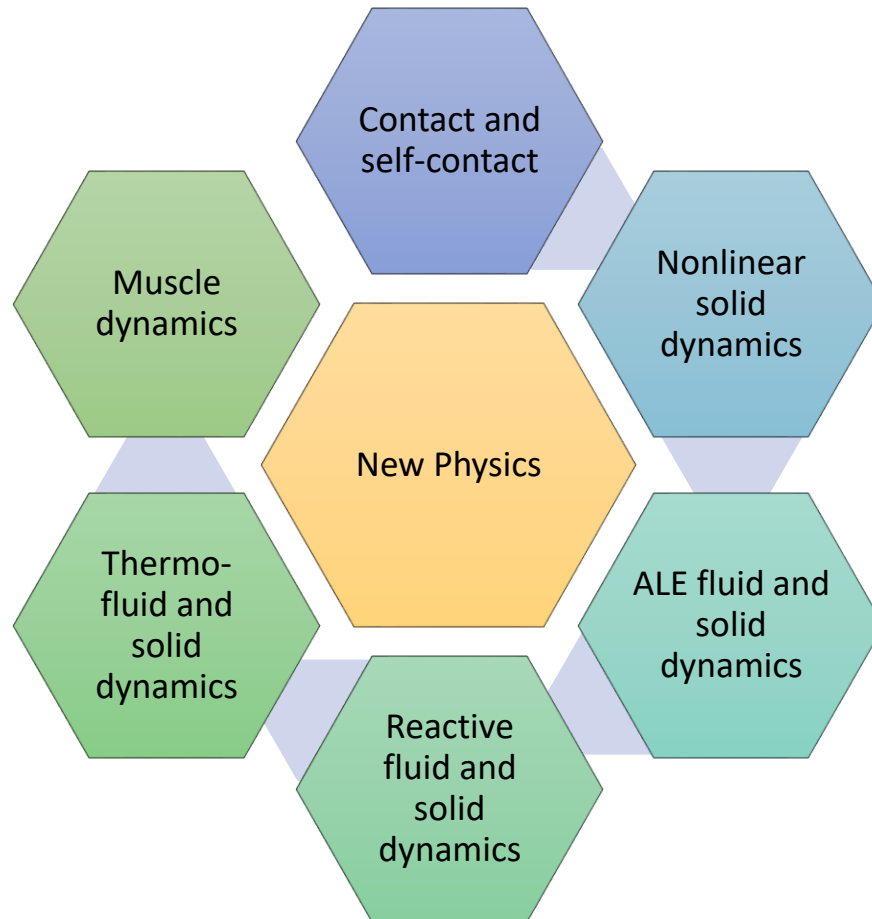 Contact and
self-contact
Nonlinear
solid
dynamics
ALE fluid and
solid
dynamics
Reactive
fluid and
solid
dynamics
Thermo-
fluid and
solid
dynamics
Muscle
dynamics
New Physics